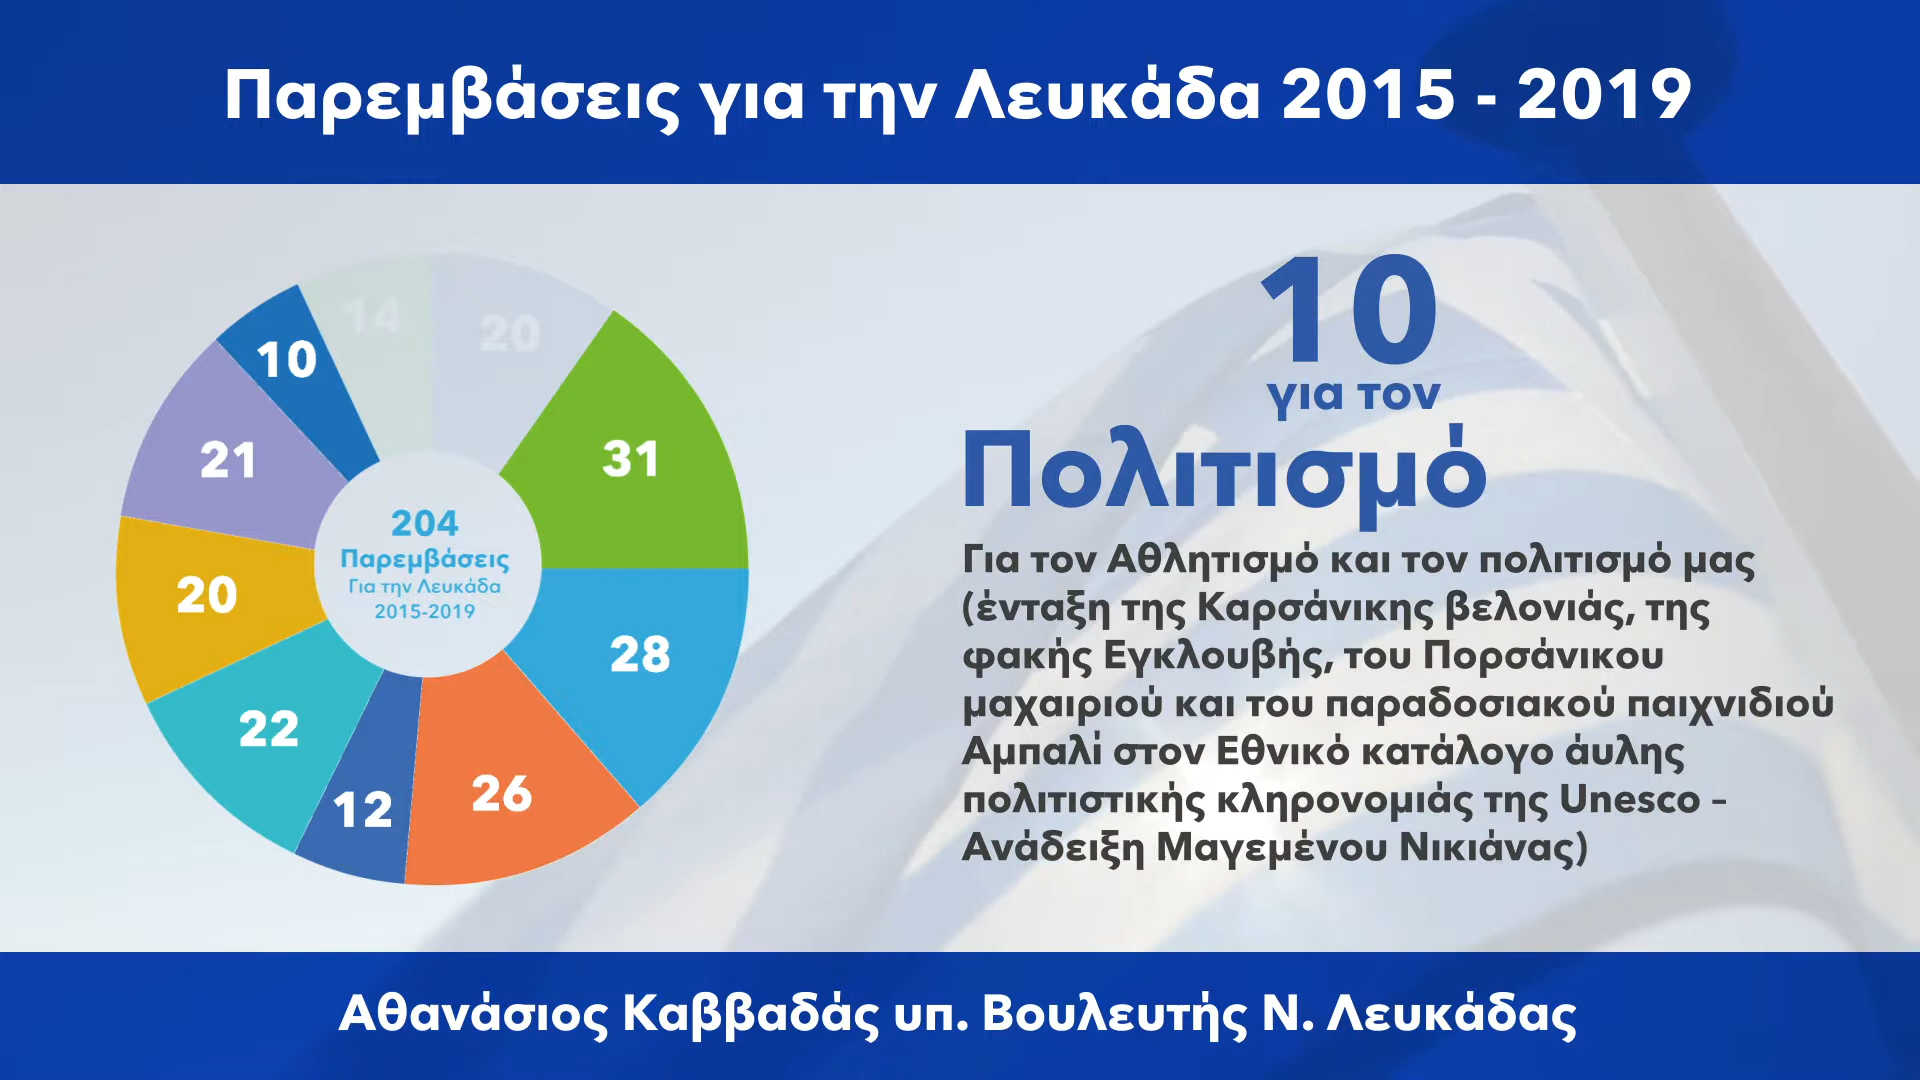 Παρεμβάσεις για την Λευκάδα 2015 - 2019
14
20
10
31
21
204
Παρεμβάσεις
Για την Λευκάδα
2015-2019
20
28
22
26
12
10
για τον
Πολιτισμό
Για τον Αθλητισμό και τον πολιτισμό μας
(ένταξη της Καρσάνικης βελονιάς, της
φακής Εγκλουβής, του Πορσάνικου
μαχαιριού και του παραδοσιακού παιχνιδιού
Αμπαλί στον Εθνικό κατάλογο άυλης
πολιτιστικής κληρονομιάς της Unesco –
Ανάδειξη Μαγεμένου Νικιάνας)
Αθανάσιος Καββαδάς υπ. Βουλευτής Ν. Λευκάδας